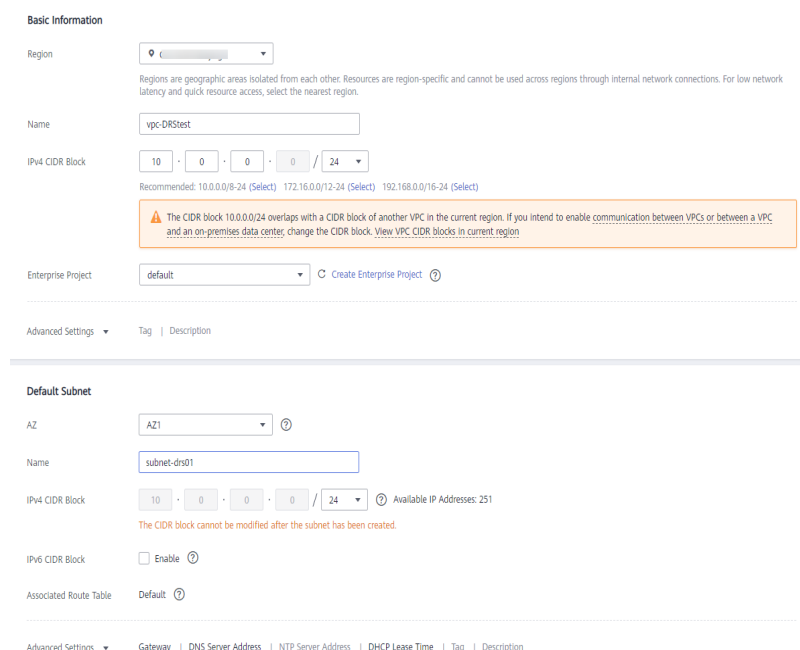 Basic Information
Region
Regions are geographic areas isolated from each other. Resources are region-specific and cannot be used across regions through internal network connections. For low network
latency and quick resource access, select the nearest region.
Name vpc-DRStest
IPv4 CIDR Block 10 · 0 · 0 · 0 / 24
Recommended: 10.0.0.0/8-24 (Select) 172.16.0.0/12-24 (Select) 192.168.0.0/16-24 (Select)
The CIDR block 10.0.0.0/24 overlaps with a CIDR block of another VPC in the current region. If you intend to enable communication between VPCs or between a VPC
and an on-premises data center, change the CIDR block. View VPC CIDR blocks in current region
Enterprise Project default Create Enterprise Project ?
Advanced Settings Tag | Description
Default Subnet
AZ AZ1 ?
Name subnet-drs01
IPv4 CIDR Block 10 · 0 · 0 · 0 / 24 ? Available IP Addresses: 251
The CIDR block cannot be modified after the subnet has been created.
IPv6 CIDR Block Enable ?
Associated Route Table Default ?
Advanced Settings Gateway | DNS Server Address | NTP Server Address | DHCP Lease Time | Tag | Description